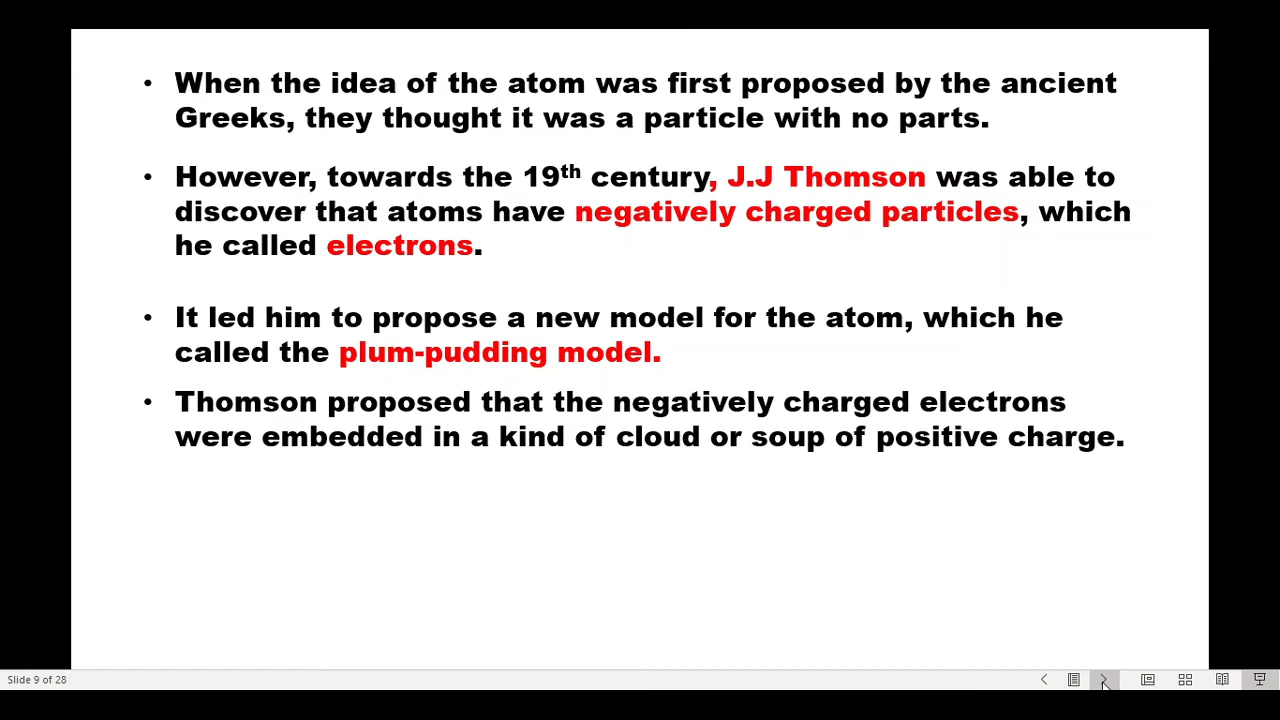 • When the idea of the atom was first proposed by the ancient
Greeks, they thought it was a particle with no parts.
• However, towards the 19th century, J.J Thomson was able to
discover that atoms have negatively charged particles, which
he called electrons.
• It led him to propose a new model for the atom, which he
called the plum-pudding model.
• Thomson proposed that the negatively charged electrons
were embedded in a kind of cloud or soup of positive charge.
Slide 9 of 28